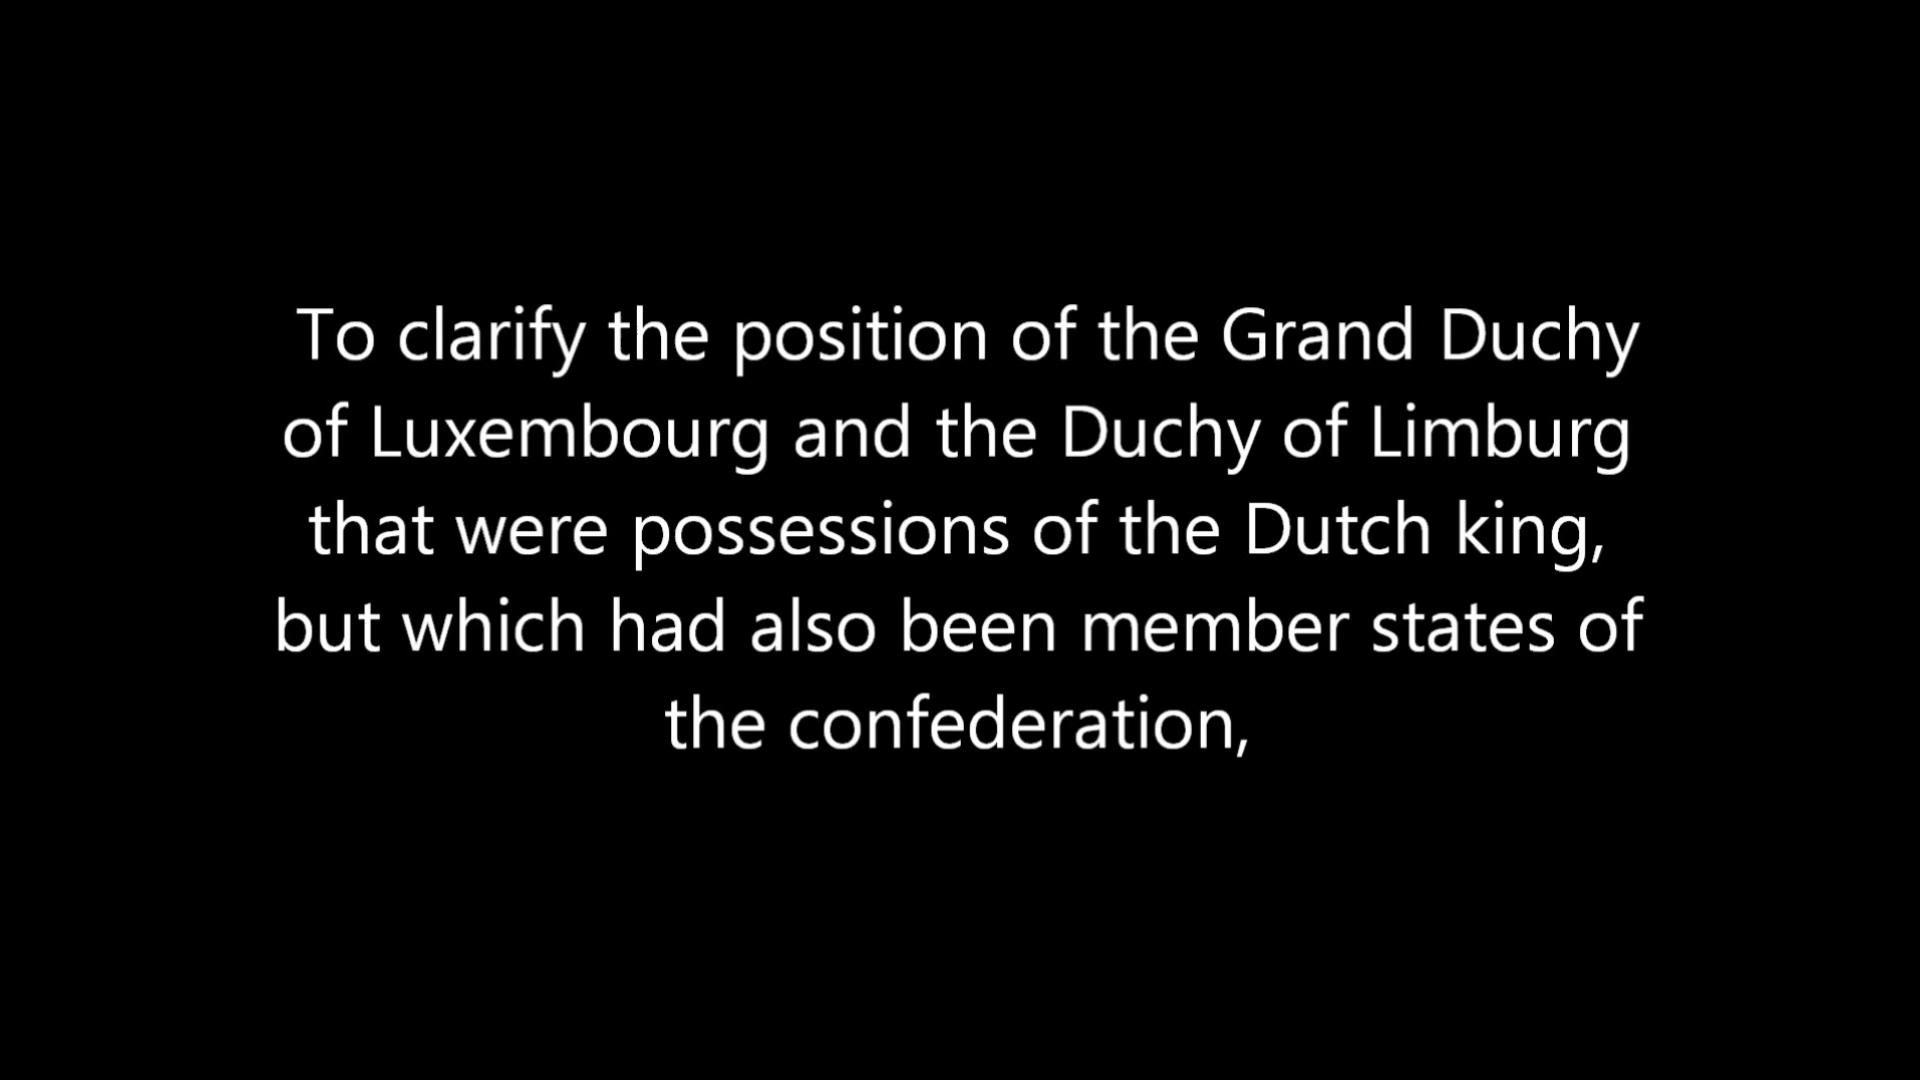 To clarify the position of the Grand Duchy
of Luxembourg and the Duchy of Limburg
that were possessions of the Dutch king,
but which had also been member states of
the confederation,